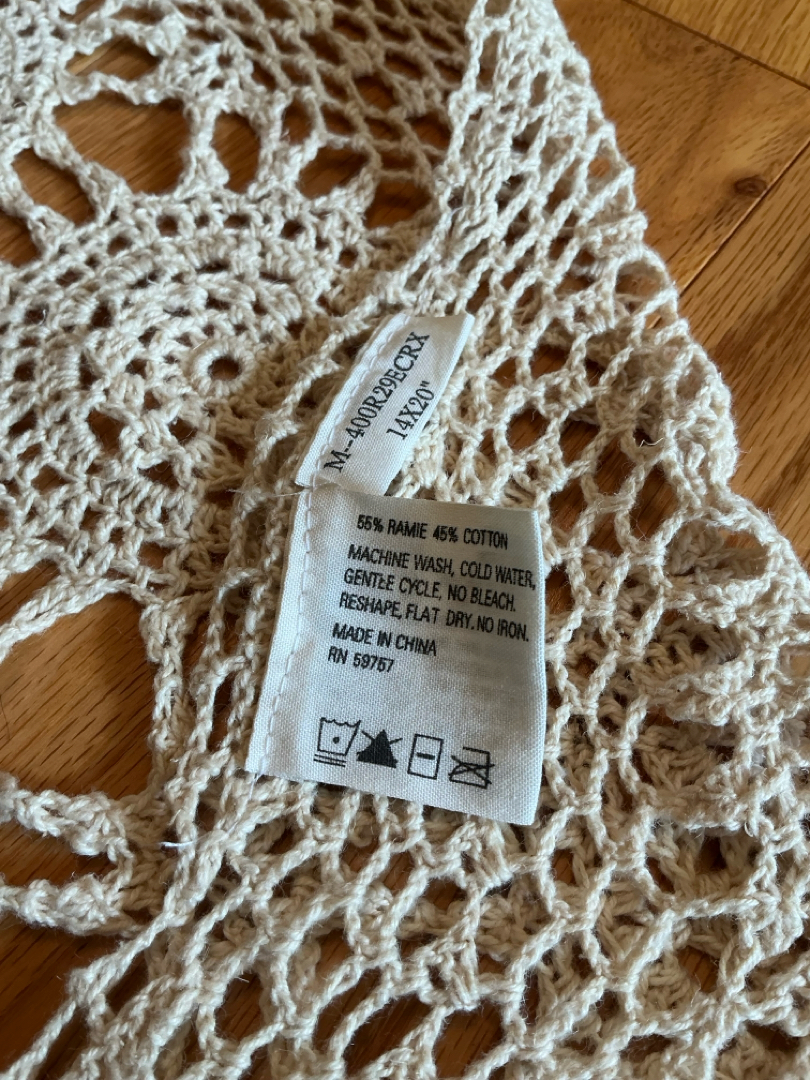 M.-400R29ECRX
14X20"
55% RAMIE 45% COTTON
MACHINE WASH, COLD WATER,
GENTLE CYCLE, NO BLEACH.
RESHAPE, FLAT DRY. NO IRON.
MADE IN CHINA
RN 59757